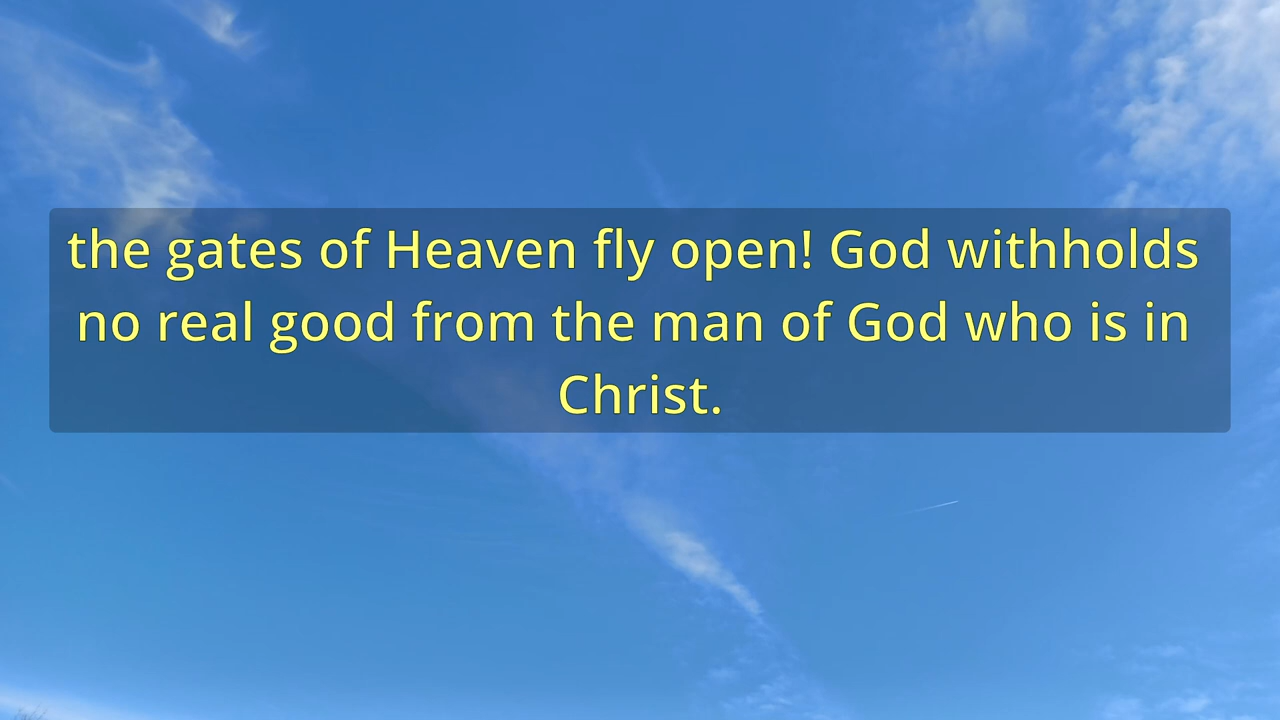 the gates of Heaven fly open! God withholds
no real good from the man of God who is in
Christ.